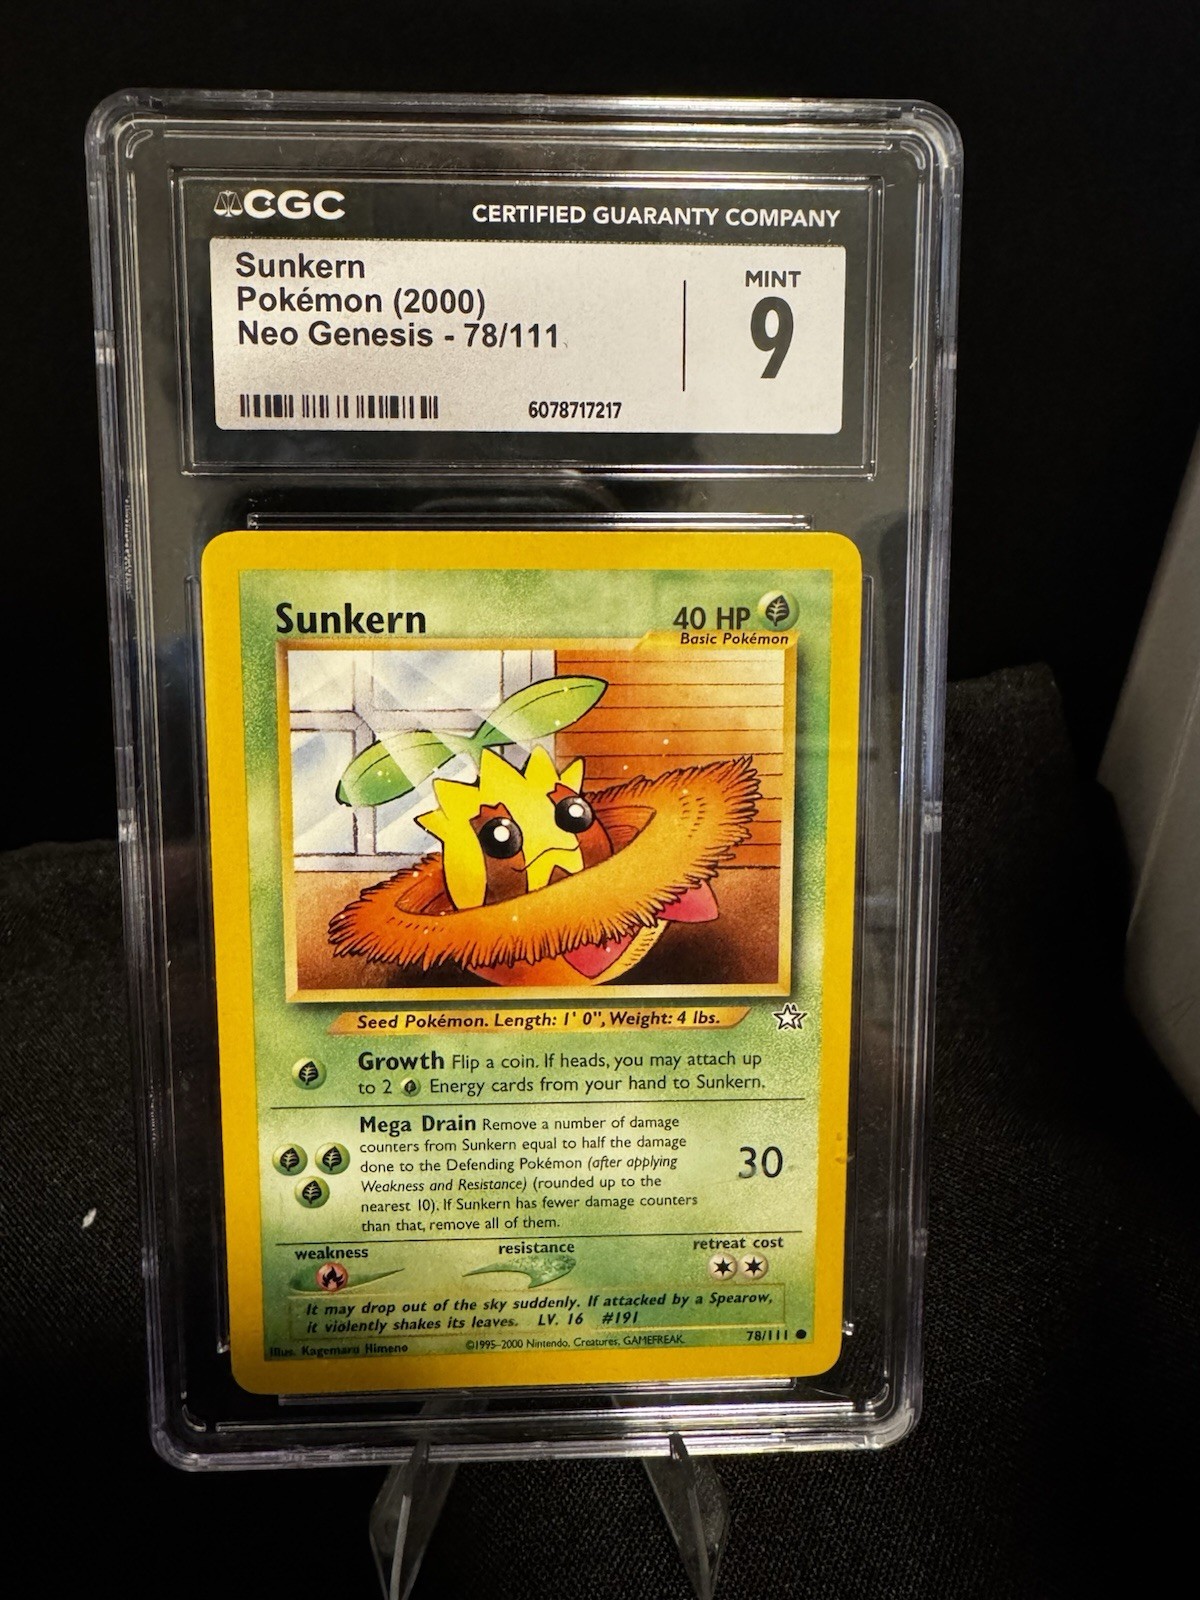 CGC
CERTIFIED GUARANTY COMPANY
Sunkern
Pokémon (2000)
Neo Genesis - 78/111
MINT
9
6078717217
Sunkern
40 HP
Basic Pokémon
Seed Pokémon. Length: 1' 0", Weight: 4 lbs.
Growth Flip a coin. If heads, you may attach up
to 2 Energy cards from your hand to Sunkern.
Mega Drain Remove a number of damage
counters from Sunkern equal to half the damage
done to the Defending Pokémon (after applying
Weakness and Resistance) (rounded up to the
nearest 10). If Sunkern has fewer damage counters
than that, remove all of them.
30
weakness
resistance
retreat cost
It may drop out of the sky suddenly. If attacked by a Spearow,
it violently shakes its leaves. LV. 16 #191
Illus. Kagemaru Himeno
©1995-2000 Nintendo, Creatures, GAMEFREAK.
78/111